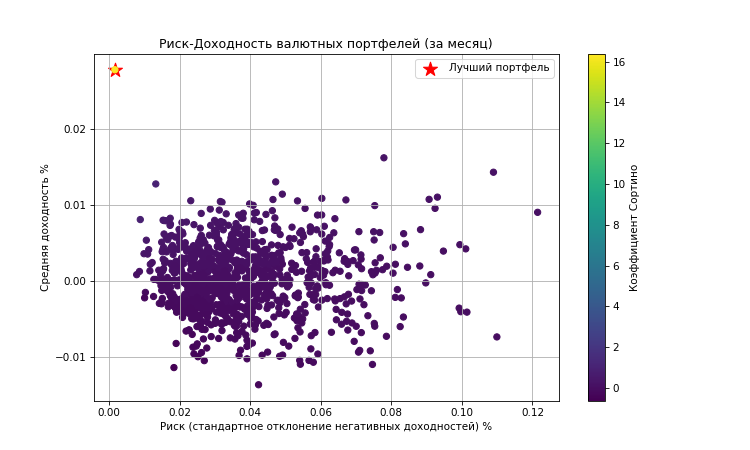 Риск-Доходность валютных портфелей (за месяц)
Лучший портфель
Средняя доходность %
0.02
0.01
0.00
−0.01
0.00 0.02 0.04 0.06 0.08 0.10 0.12
Риск (стандартное отклонение негативных доходностей) %
16
14
12
10
8
6
4
2
0
Коэффициент Сортино